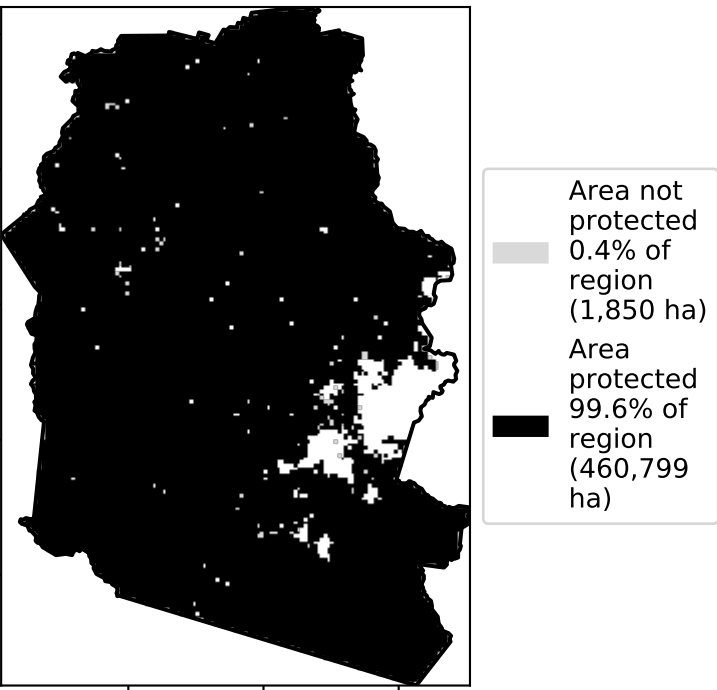 Area not
protected
0.4% of
region
(1,850 ha)
Area
protected
99.6% of
region
(460,799
ha)